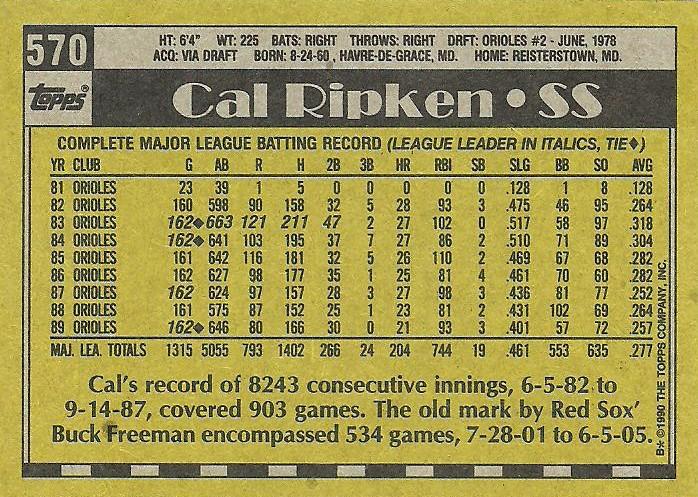 570
HT: 6'4" WT: 225 BATS: RIGHT THROWS: RIGHT DRFT: ORIOLES #2 - JUNE, 1978
ACQ: VIA DRAFT BORN: 8-24-60 , HAVRE-DE-GRACE, MD. HOME: REISTERSTOWN, MD.
Topps®
Cal Ripken • SS
COMPLETE MAJOR LEAGUE BATTING RECORD (LEAGUE LEADER IN ITALICS, TIE♦)
YR CLUB G AB R H 2B 3B HR RBI SB SLG BB SO AVG
81 ORIOLES 23 39 1 5 0 0 0 0 0 .128 1 8 .128
82 ORIOLES 160 598 90 158 32 5 28 93 3 .475 46 95 .264
83 ORIOLES 162♦ 663 121 211 47 2 27 102 0 .517 58 97 .318
84 ORIOLES 162♦ 641 103 195 37 7 27 86 2 .510 71 89 .304
85 ORIOLES 161 642 116 181 32 5 26 110 2 .469 67 68 .282
86 ORIOLES 162 627 98 177 35 1 25 81 4 .461 70 60 .282
87 ORIOLES 162 624 97 157 28 3 27 98 3 .436 81 77 .252
88 ORIOLES 161 575 87 152 25 1 23 81 2 .431 102 69 .264
89 ORIOLES 162♦ 646 80 166 30 0 21 93 3 .401 57 72 .257
MAJ. LEA. TOTALS 1315 5055 793 1402 266 24 204 744 19 .461 553 635 .277
Cal's record of 8243 consecutive innings, 6-5-82 to
9-14-87, covered 903 games. The old mark by Red Sox'
Buck Freeman encompassed 534 games, 7-28-01 to 6-5-05.
B* ©1990 THE TOPPS COMPANY, INC.